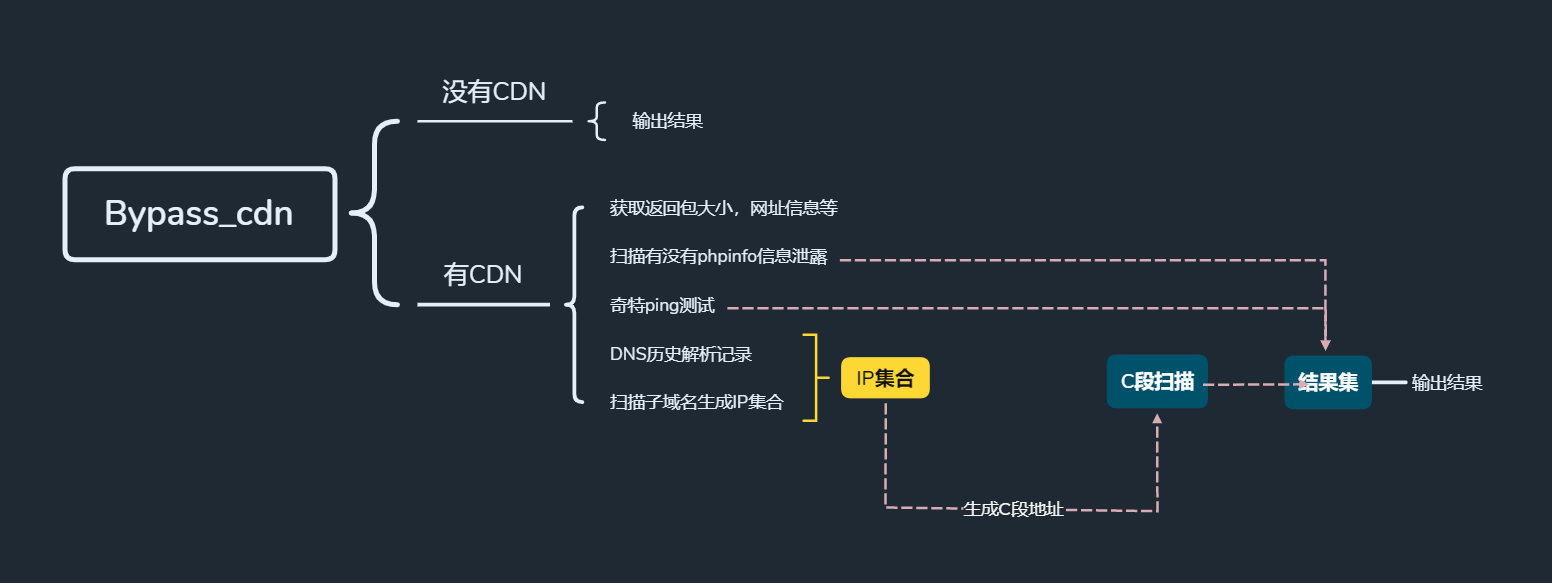 Bypass_cdn
没有CDN
输出结果
有CDN
获取返回包大小，网址信息等
扫描有没有phpinfo信息泄露
奇特ping测试
DNS历史解析记录
扫描子域名生成IP集合
IP集合
生成C段地址
C段扫描
结果集
输出结果